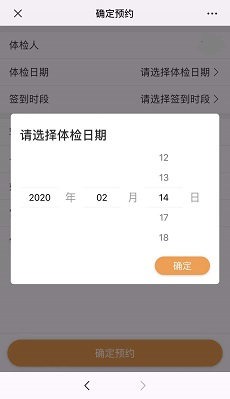 确定预约
体检人
体检日期 请选择体检日期
签到时段 请选择签到时段
请选择体检日期
12
13
2020 年 02 月 14 日
17
18
确定
确定预约